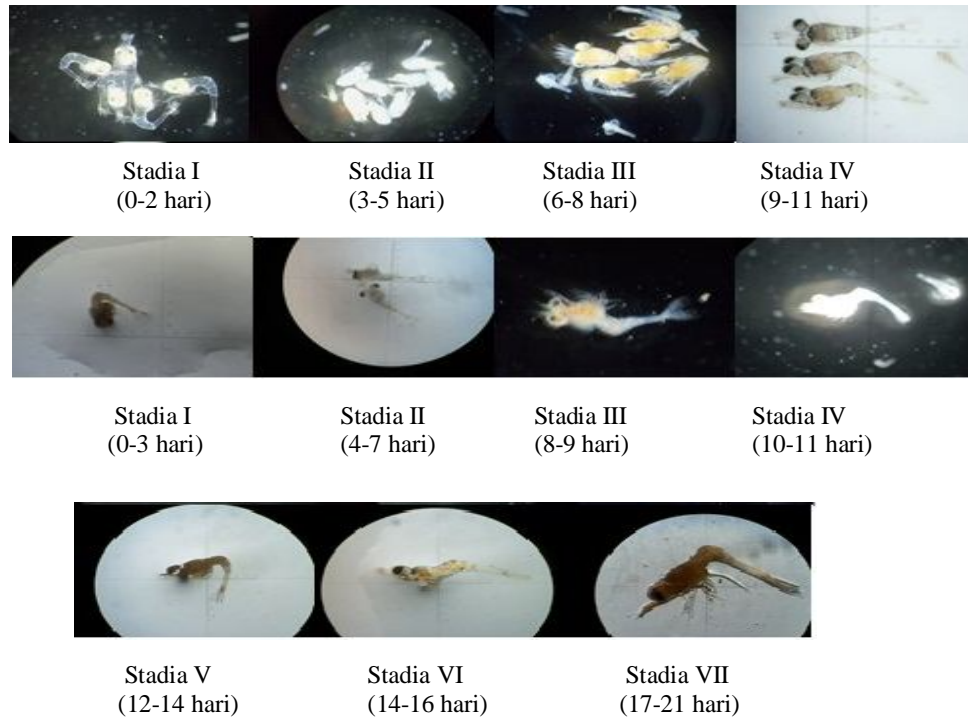 Stadia I
(0-2 hari)
Stadia II
(3-5 hari)
Stadia III
(6-8 hari)
Stadia IV
(9-11 hari)
Stadia I
(0-3 hari)
Stadia II
(4-7 hari)
Stadia III
(8-9 hari)
Stadia IV
(10-11 hari)
Stadia V
(12-14 hari)
Stadia VI
(14-16 hari)
Stadia VII
(17-21 hari)